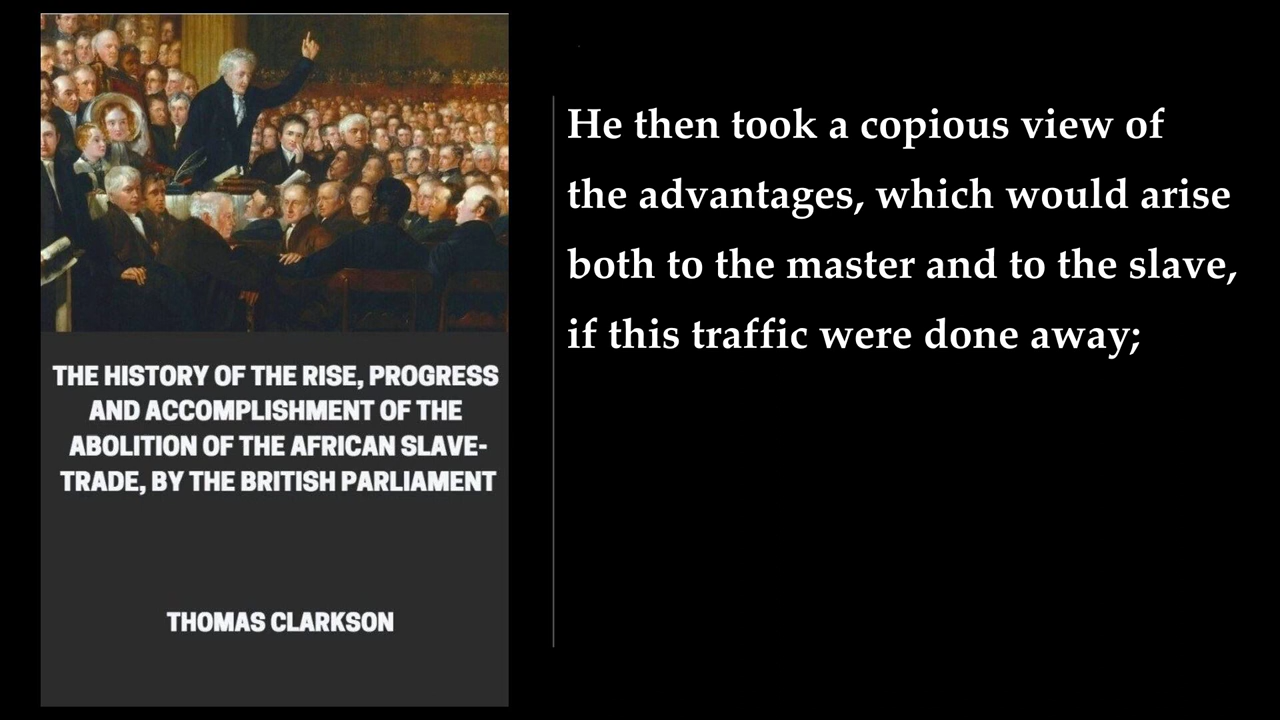 THE HISTORY OF THE RISE, PROGRESS
AND ACCOMPLISHMENT OF THE
ABOLITION OF THE AFRICAN SLAVE-
TRADE, BY THE BRITISH PARLIAMENT
THOMAS CLARKSON
He then took a copious view of
the advantages, which would arise
both to the master and to the slave,
if this traffic were done away;